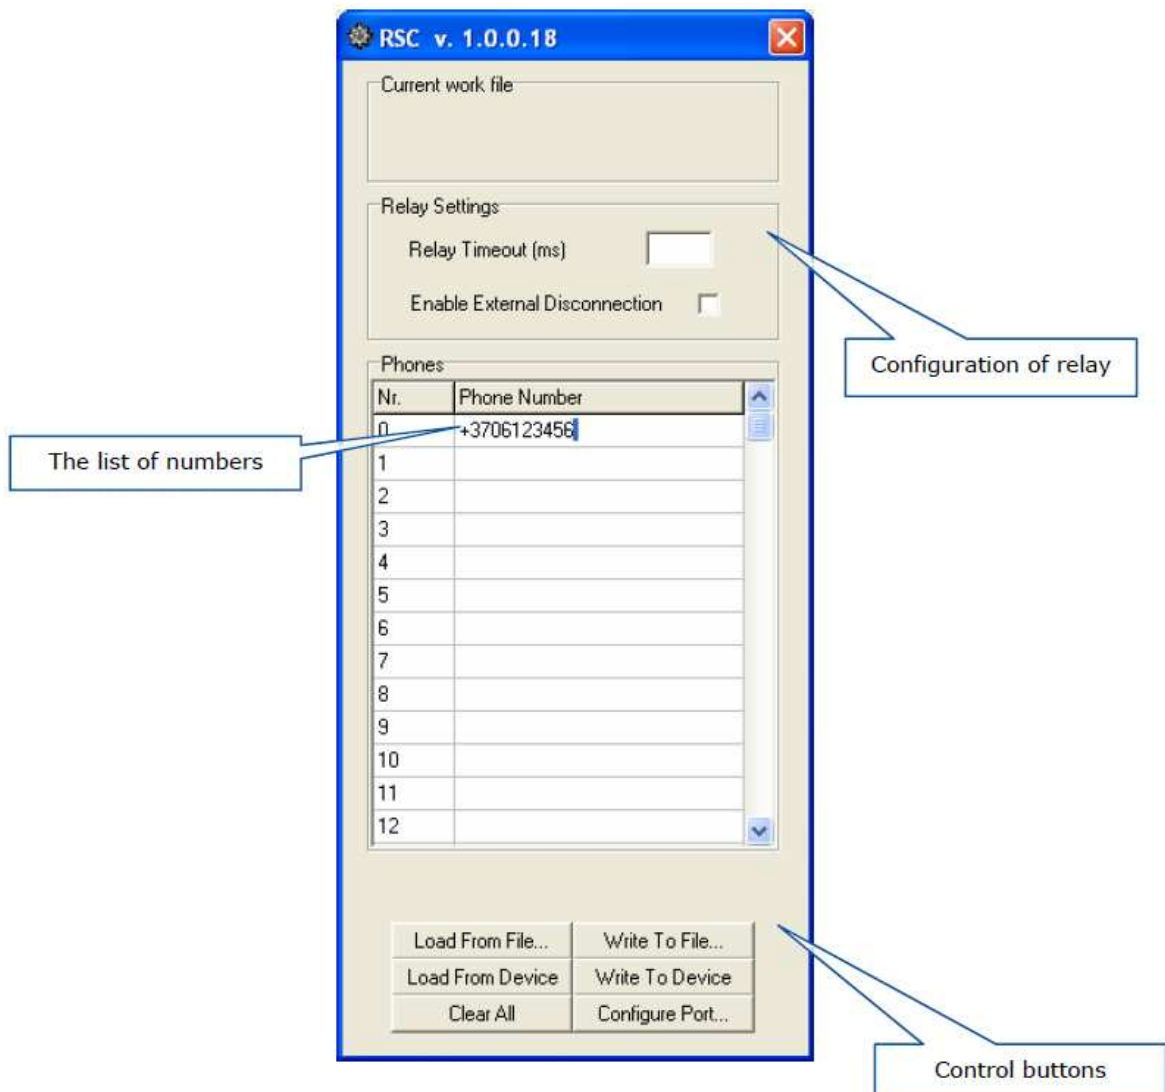 RSC v. 1.0.0.18
Current work file
Relay Settings
Relay Timeout (ms)
Enable External Disconnection
Configuration of relay
Phones
Nr. Phone Number
0 +3706123456
The list of numbers
1
2
3
4
5
6
7
8
9
10
11
12
Load From File... Write To File...
Load From Device Write To Device
Clear All Configure Port...
Control buttons